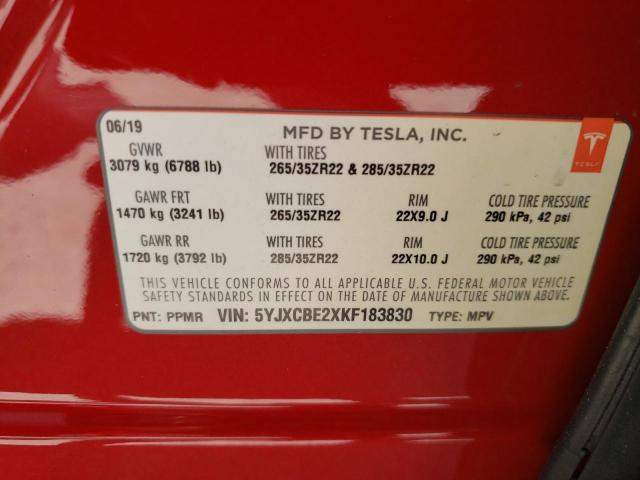 06/19 MFD BY TESLA, INC. TESLA
GVWR WITH TIRES
3079 kg (6788 lb) 265/35ZR22 & 285/35ZR22
GAWR FRT WITH TIRES RIM COLD TIRE PRESSURE
1470 kg (3241 lb) 265/35ZR22 22X9.0 J 290 kPa, 42 psi
GAWR RR WITH TIRES RIM COLD TIRE PRESSURE
1720 kg (3792 lb) 285/35ZR22 22X10.0 J 290 kPa, 42 psi
THIS VEHICLE CONFORMS TO ALL APPLICABLE U.S. FEDERAL MOTOR VEHICLE
SAFETY STANDARDS IN EFFECT ON THE DATE OF MANUFACTURE SHOWN ABOVE.
PNT: PPMR VIN: 5YJXCBE2XKF183830 TYPE: MPV